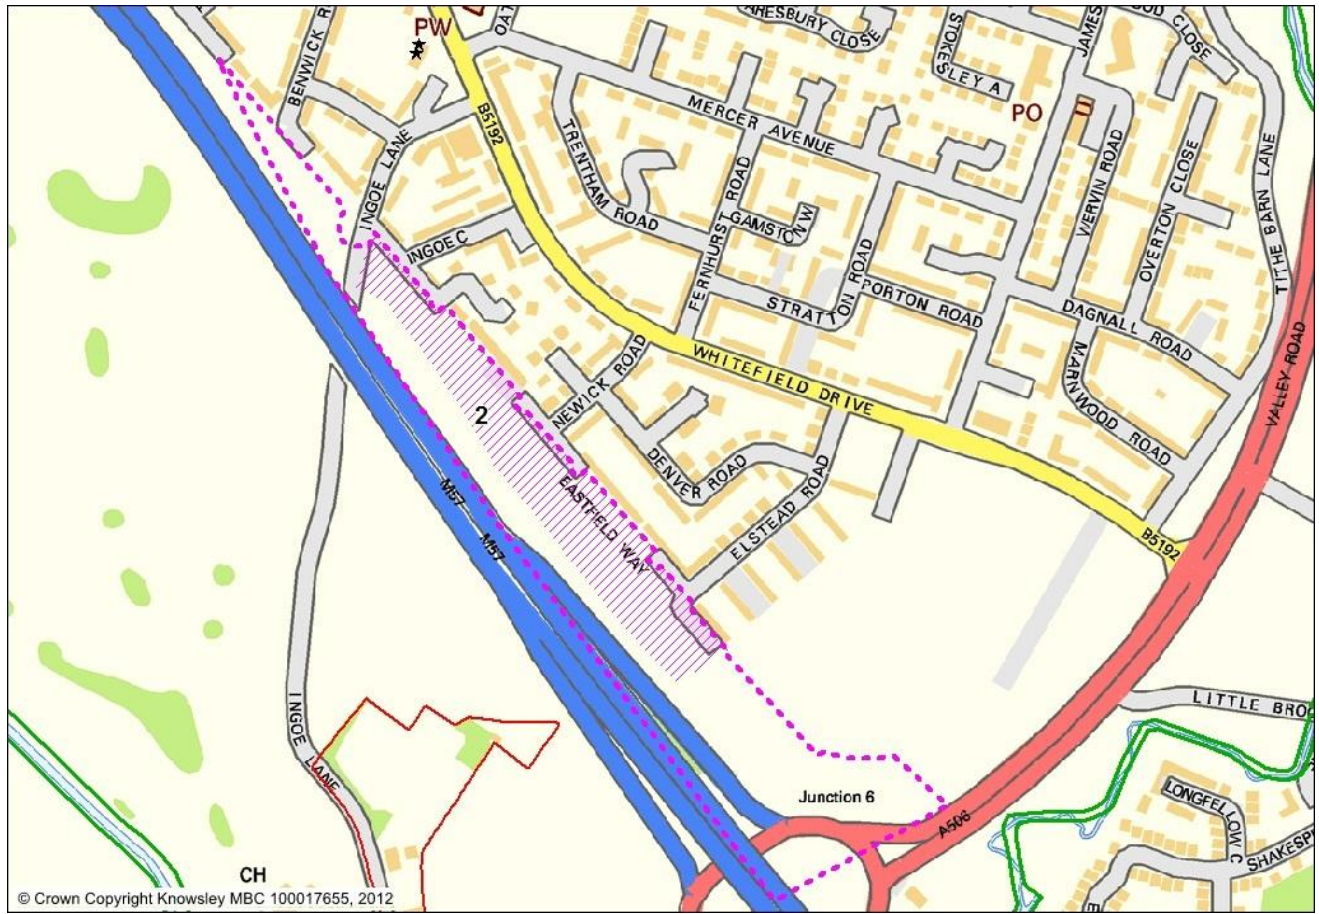 PW
BENWICK R
OAT
ARESBURY CLOSE
STOKESLEY A
JAMES
OD CLOSE
B5192
MERCER AVENUE
PO
INGOE LANE
TRENTHAM ROAD
FERNHURST ROAD
GAMSTON W
VERVIN ROAD
OVERTON CLOSE
TITHE BARN LANE
INGOE C
STRATTON ROAD
PORTON ROAD
DAGNALL ROAD
WHITEFIELD DRIVE
NEWICK ROAD
MARNWOOD ROAD
VALLEY ROAD
2
DENVER ROAD
M57
EASTFIELD WAY
ELSTEAD ROAD
M57
B5192
INGOE LANE
LITTLE BRO
Junction 6
A506
LONGFELLOW C
SHAKESP
CH
© Crown Copyright Knowsley MBC 100017655, 2012